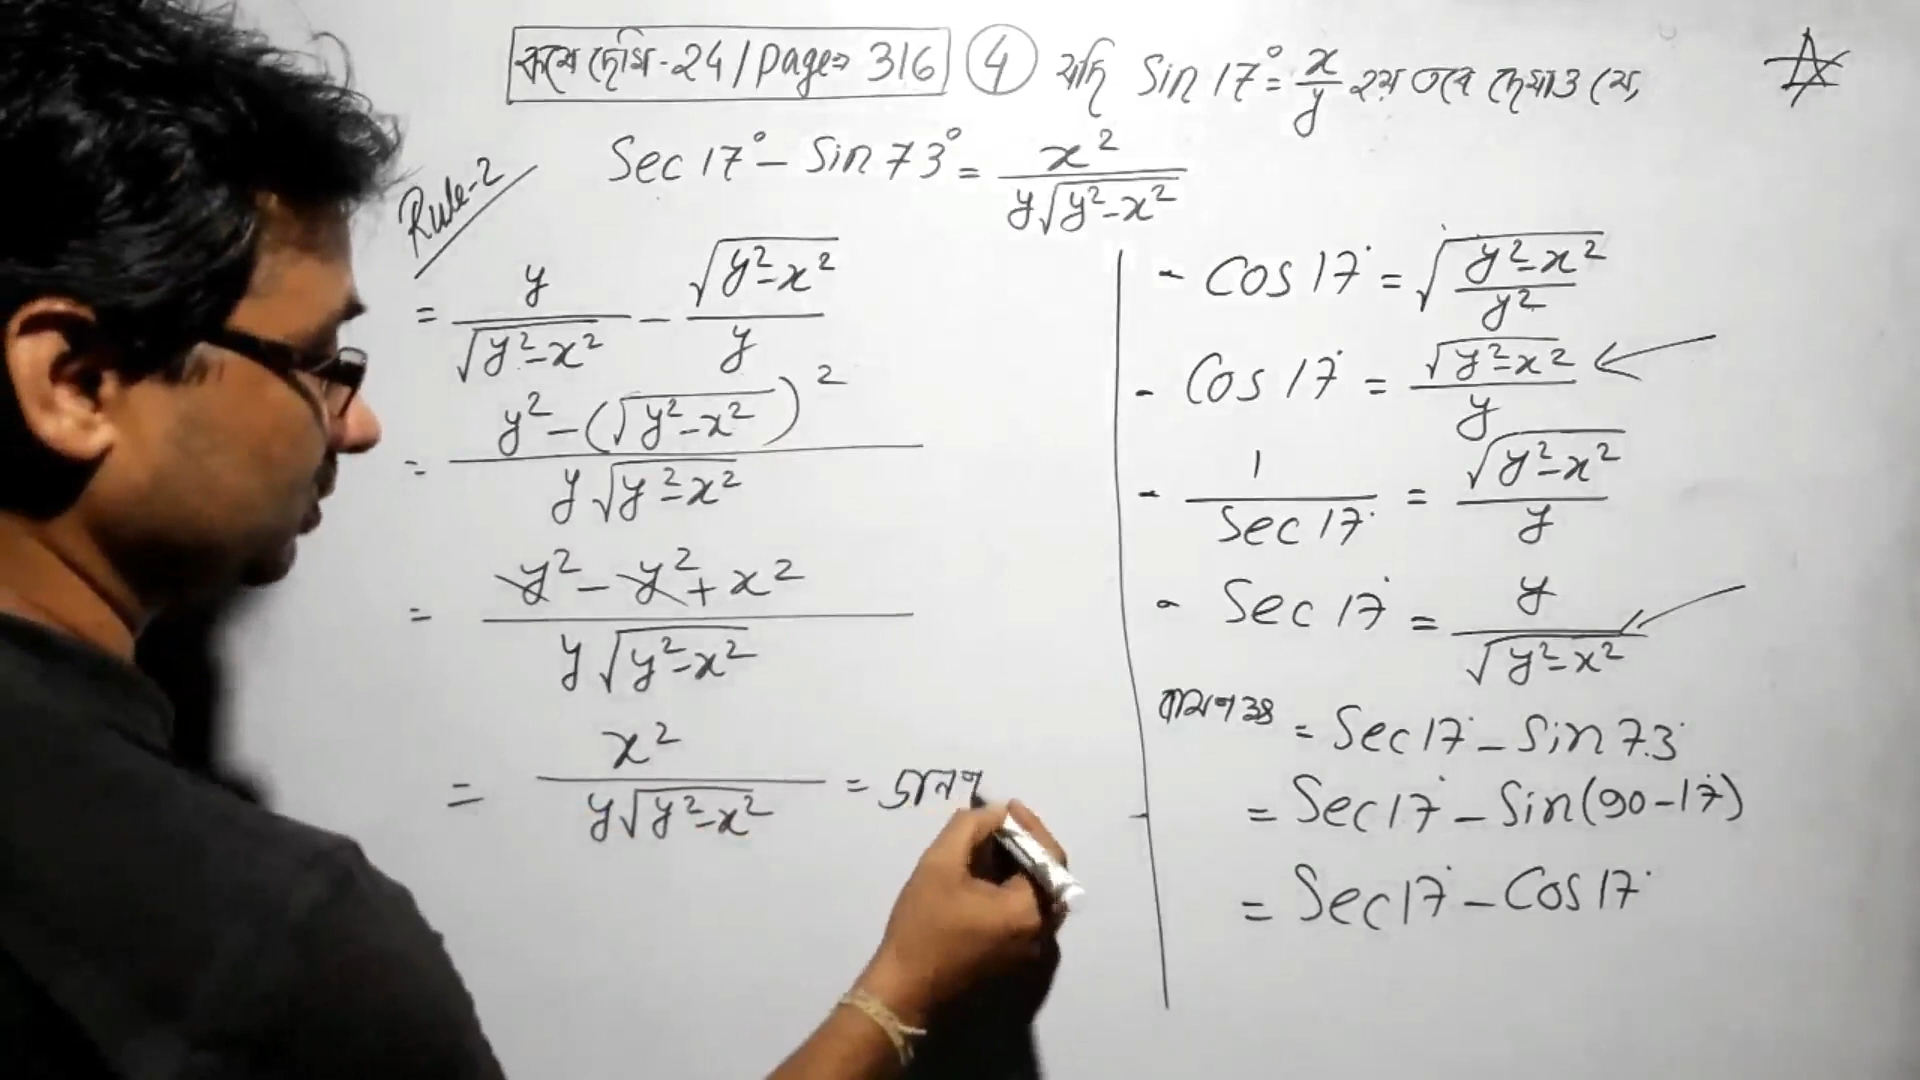 কষে দেখি-24/Page⇒ 316 (4) যদি Sin 17° = x/y হয় তবে দেখাও যে,
Sec 17° - Sin 73° = x²/(y√(y²-x²))
Rule-2
= y/√(y²-x²) - √(y²-x²)/y
= (y² - (√(y²-x²))²)/(y√(y²-x²))
= (y² - y² + x²)/(y√(y²-x²))
= x²/(y√(y²-x²)) = ডানপ
- Cos 17° = √((y²-x²)/y²)
- Cos 17° = √(y²-x²)/y
- 1/Sec 17° = √(y²-x²)/y
- Sec 17° = y/√(y²-x²)
বামপক্ষ = Sec 17° - Sin 73°
= Sec 17° - Sin(90-17°)
= Sec 17° - Cos 17°